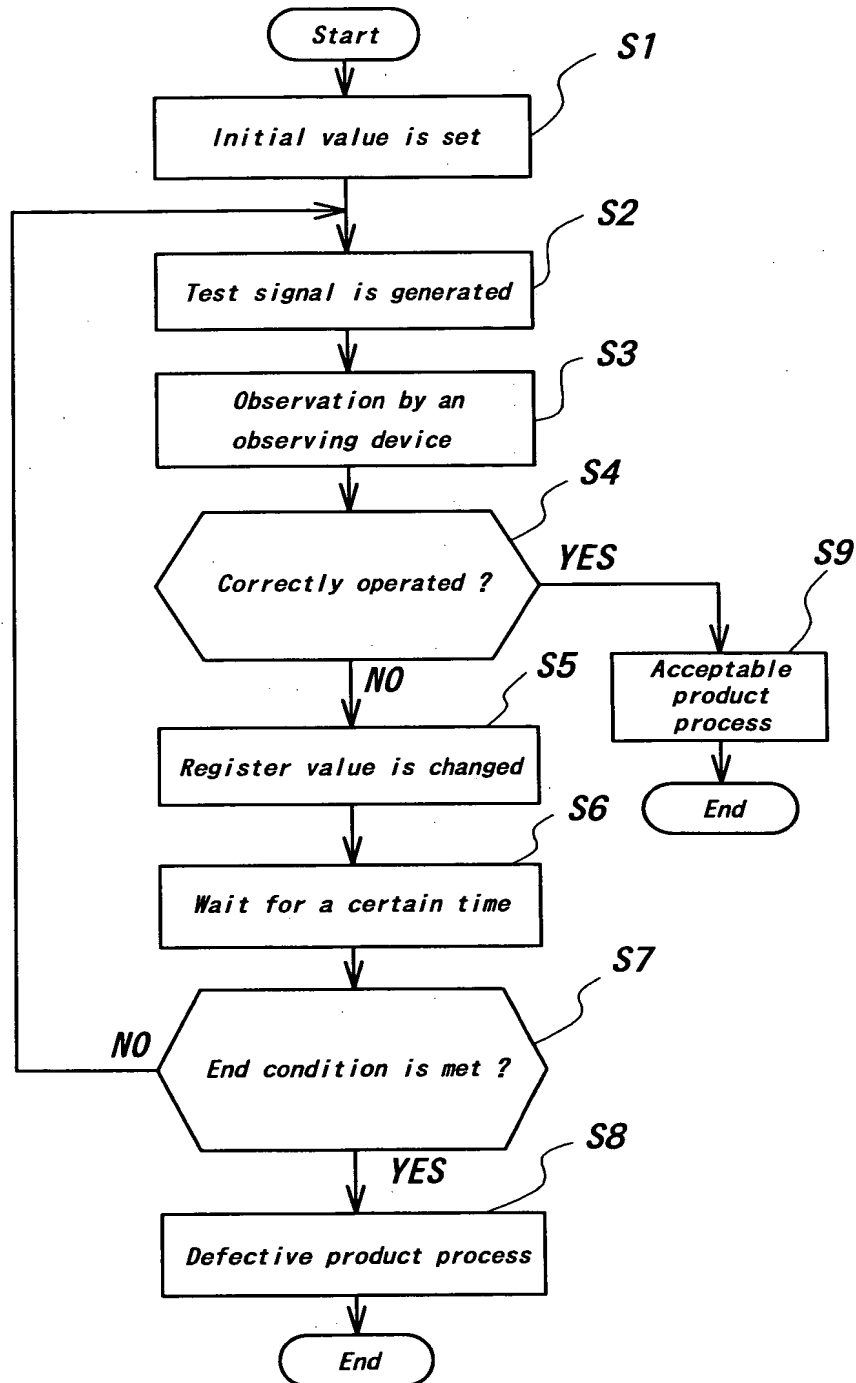 Start
S1
Initial value is set
S2
Test signal is generated
S3
Observation by an
observing device
S4
Correctly operated ?
YES
S9
Acceptable
product
process
End
NO
S5
Register value is changed
S6
Wait for a certain time
S7
NO
End condition is met ?
YES
S8
Defective product process
End